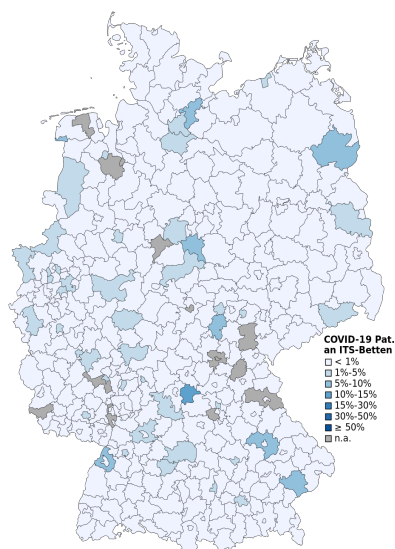 COVID-19 Pat.
an ITS-Betten
< 1%
1%-5%
5%-10%
10%-15%
15%-30%
30%-50%
≥ 50%
n.a.